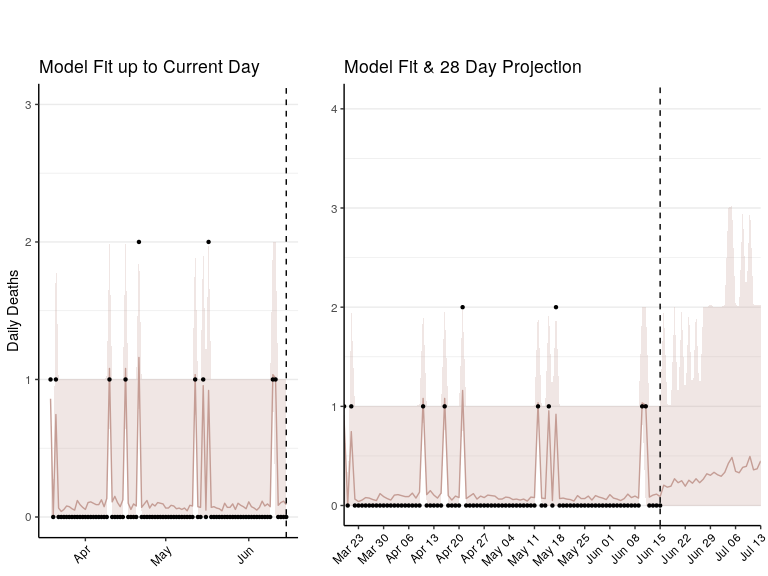 Model Fit up to Current Day
Daily Deaths
3
2
1
0
Apr
May
Jun
Model Fit & 28 Day Projection
4
3
2
1
0
Mar 23
Mar 30
Apr 06
Apr 13
Apr 20
Apr 27
May 04
May 11
May 18
May 25
Jun 01
Jun 08
Jun 15
Jun 22
Jun 29
Jul 06
Jul 13